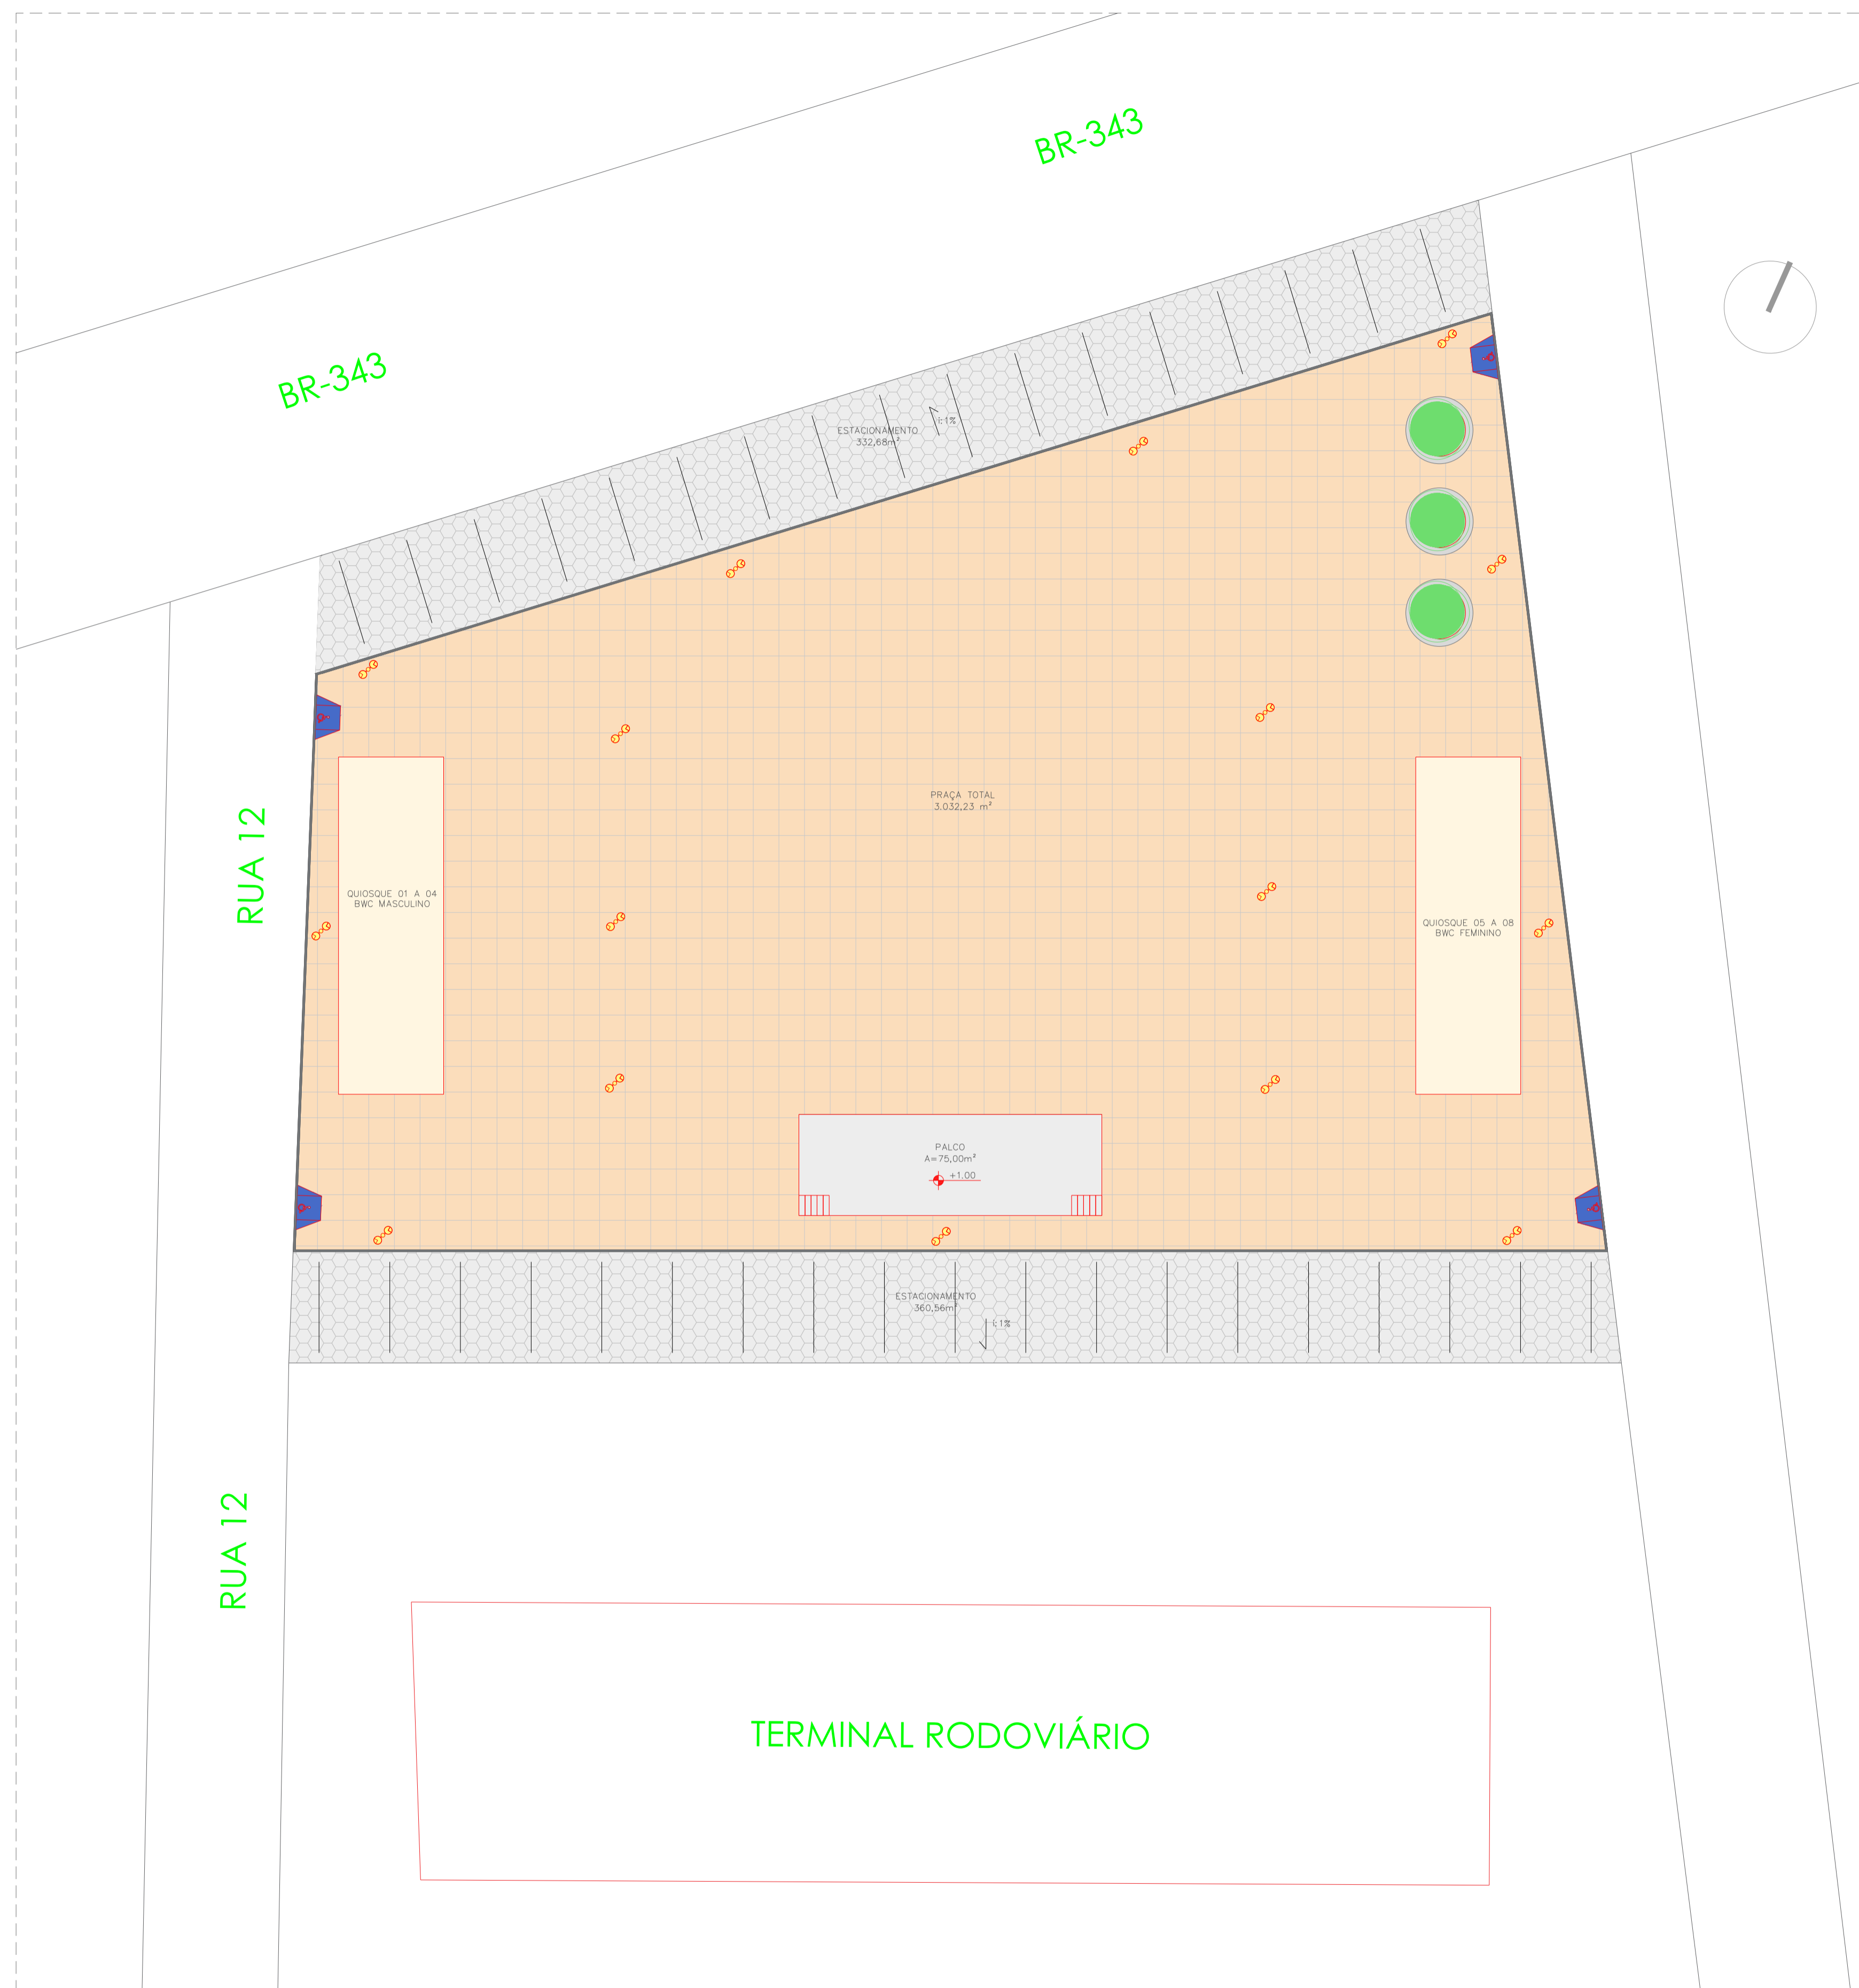 BR-343
BR-343
ESTACIONAMENTO
332,68m²
i:1%
PRAÇA TOTAL
3.032,23 m²
RUA 12
QUIOSQUE 01 A 04
BWC MASCULINO
QUIOSQUE 05 A 08
BWC FEMININO
PALCO
A=75,00m²
+1.00
ESTACIONAMENTO
360,56m²
i:1%
RUA 12
TERMINAL RODOVIÁRIO